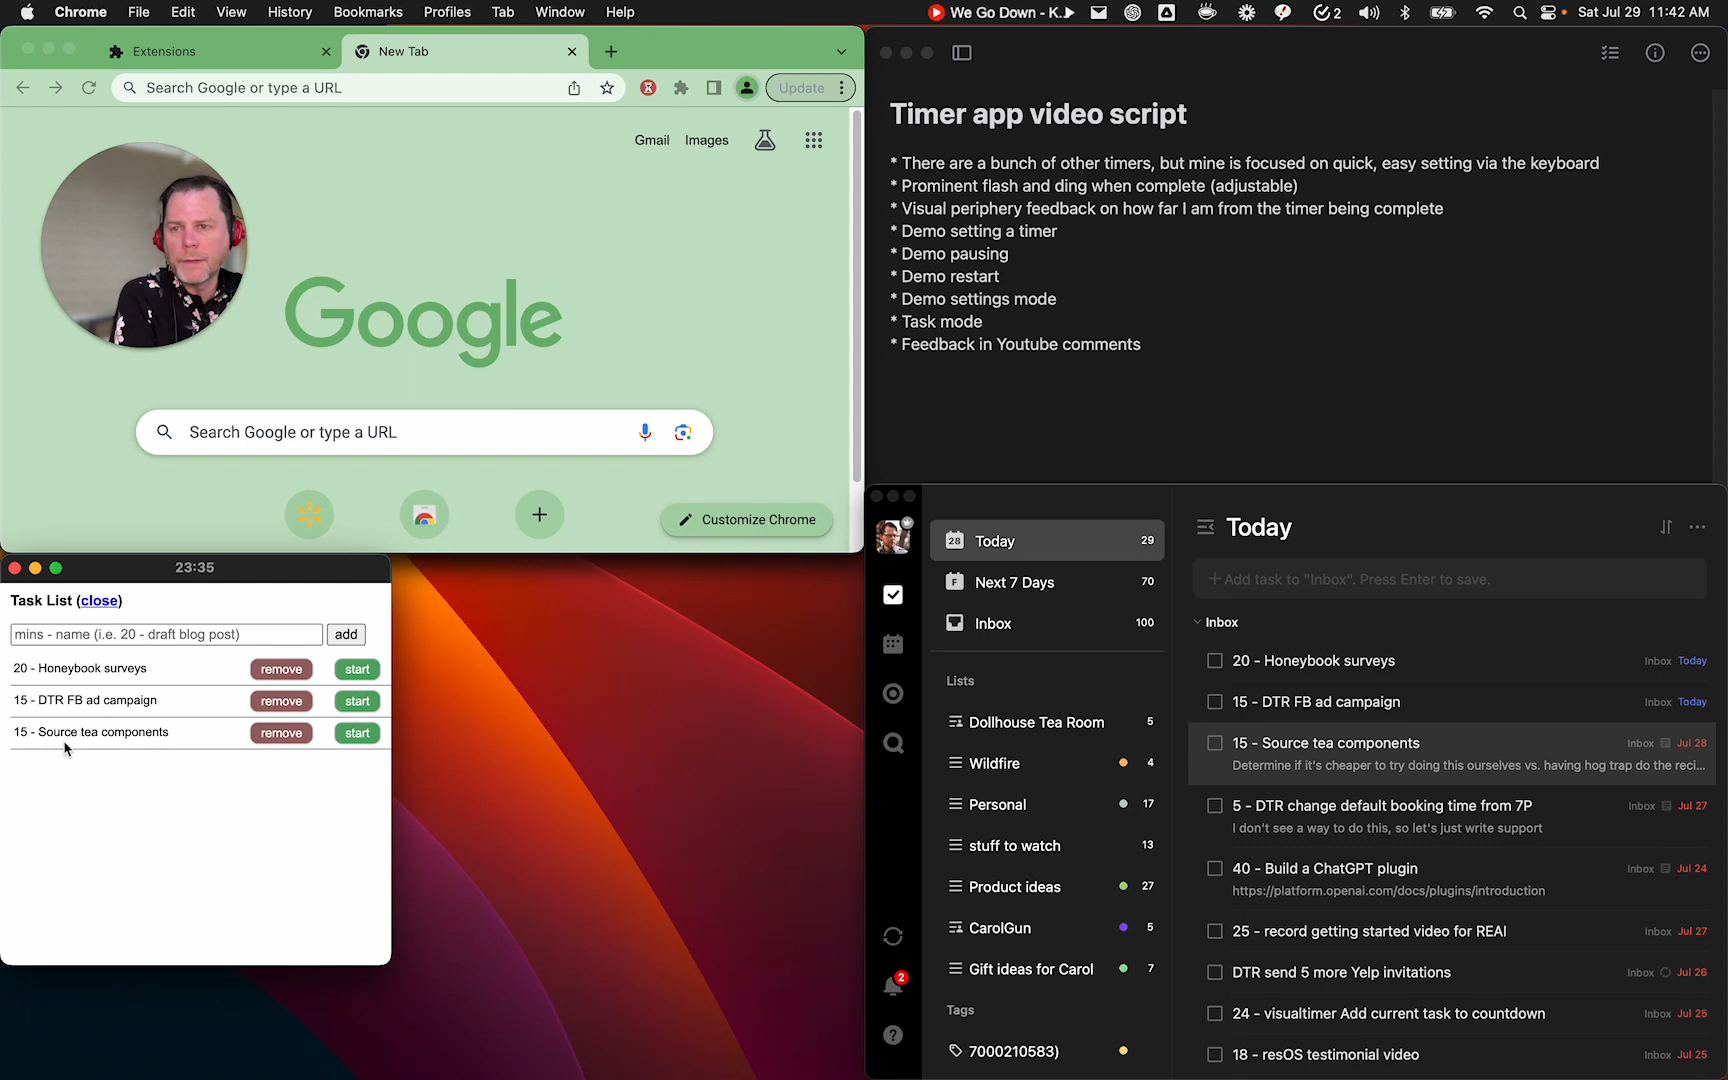 Chrome File Edit View History Bookmarks Profiles Tab Window Help
We Go Down - K. 2 Sat Jul 29 11:42 AM
Extensions
New Tab
Search Google or type a URL
Update
Gmail Images
Google
Search Google or type a URL
Customize Chrome
Timer app video script
* There are a bunch of other timers, but mine is focused on quick, easy setting via the keyboard
* Prominent flash and ding when complete (adjustable)
* Visual periphery feedback on how far I am from the timer being complete
* Demo setting a timer
* Demo pausing
* Demo restart
* Demo settings mode
* Task mode
* Feedback in Youtube comments
23:35
Task List (close)
mins - name (i.e. 20 - draft blog post) add
20 - Honeybook surveys remove start
15 - DTR FB ad campaign remove start
15 - Source tea components remove start
28 Today 29
F Next 7 Days 70
Inbox 100
Lists
Dollhouse Tea Room 5
Wildfire 4
Personal 17
stuff to watch 13
Product ideas 27
CarolGun 5
Gift ideas for Carol 7
Tags
7000210583)
2
Today
+ Add task to "Inbox". Press Enter to save.
Inbox
20 - Honeybook surveys Inbox Today
15 - DTR FB ad campaign Inbox Today
15 - Source tea components Inbox Jul 28
Determine if it's cheaper to try doing this ourselves vs. having hog trap do the reci...
5 - DTR change default booking time from 7P Inbox Jul 27
I don't see a way to do this, so let's just write support
40 - Build a ChatGPT plugin Inbox Jul 24
https://platform.openai.com/docs/plugins/introduction
25 - record getting started video for REAI Inbox Jul 27
DTR send 5 more Yelp invitations Inbox Jul 26
24 - visualtimer Add current task to countdown Inbox Jul 25
18 - resOS testimonial video Inbox Jul 25